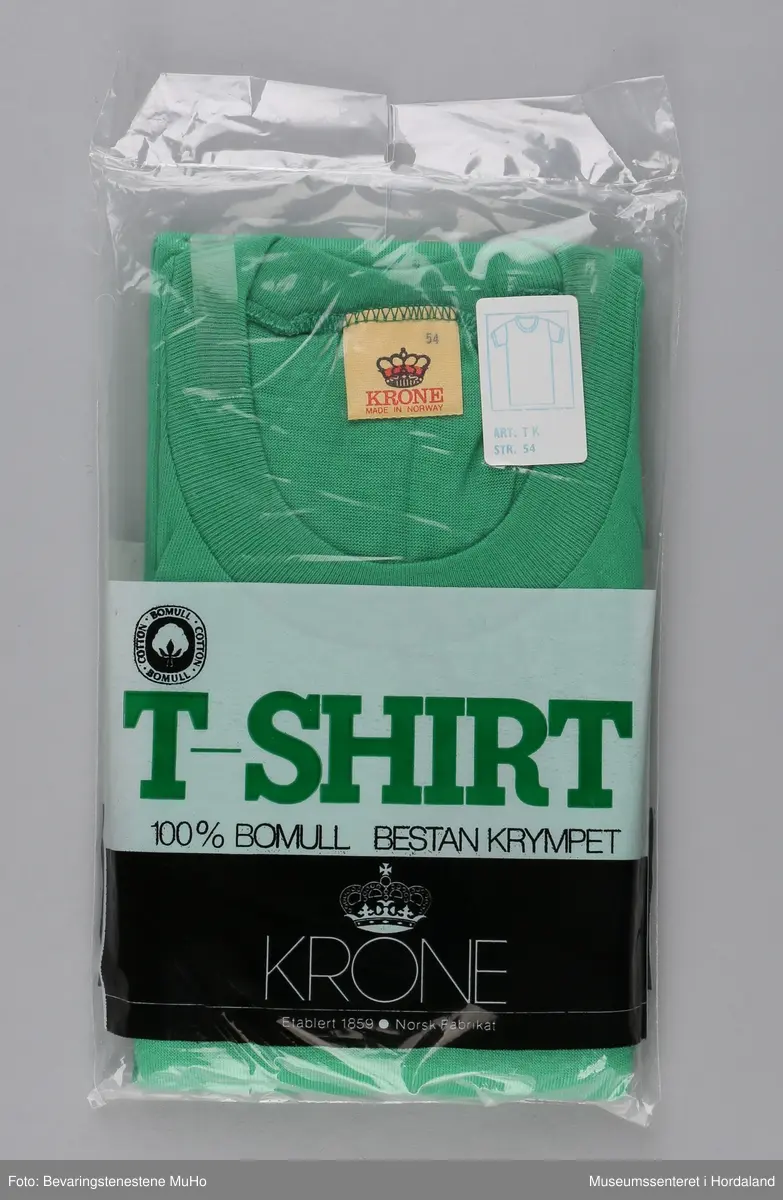 54
KRONE
MADE IN NORWAY
ART. T K
STR. 54
BOMULL · COTTON · BOMULL · COTTON
T-SHIRT
100% BOMULL BESTAN KRYMPET
KRONE
Etablert 1859 ● Norsk Fabrikat
Foto: Bevaringstenestene MuHo
Museumssenteret i Hordaland